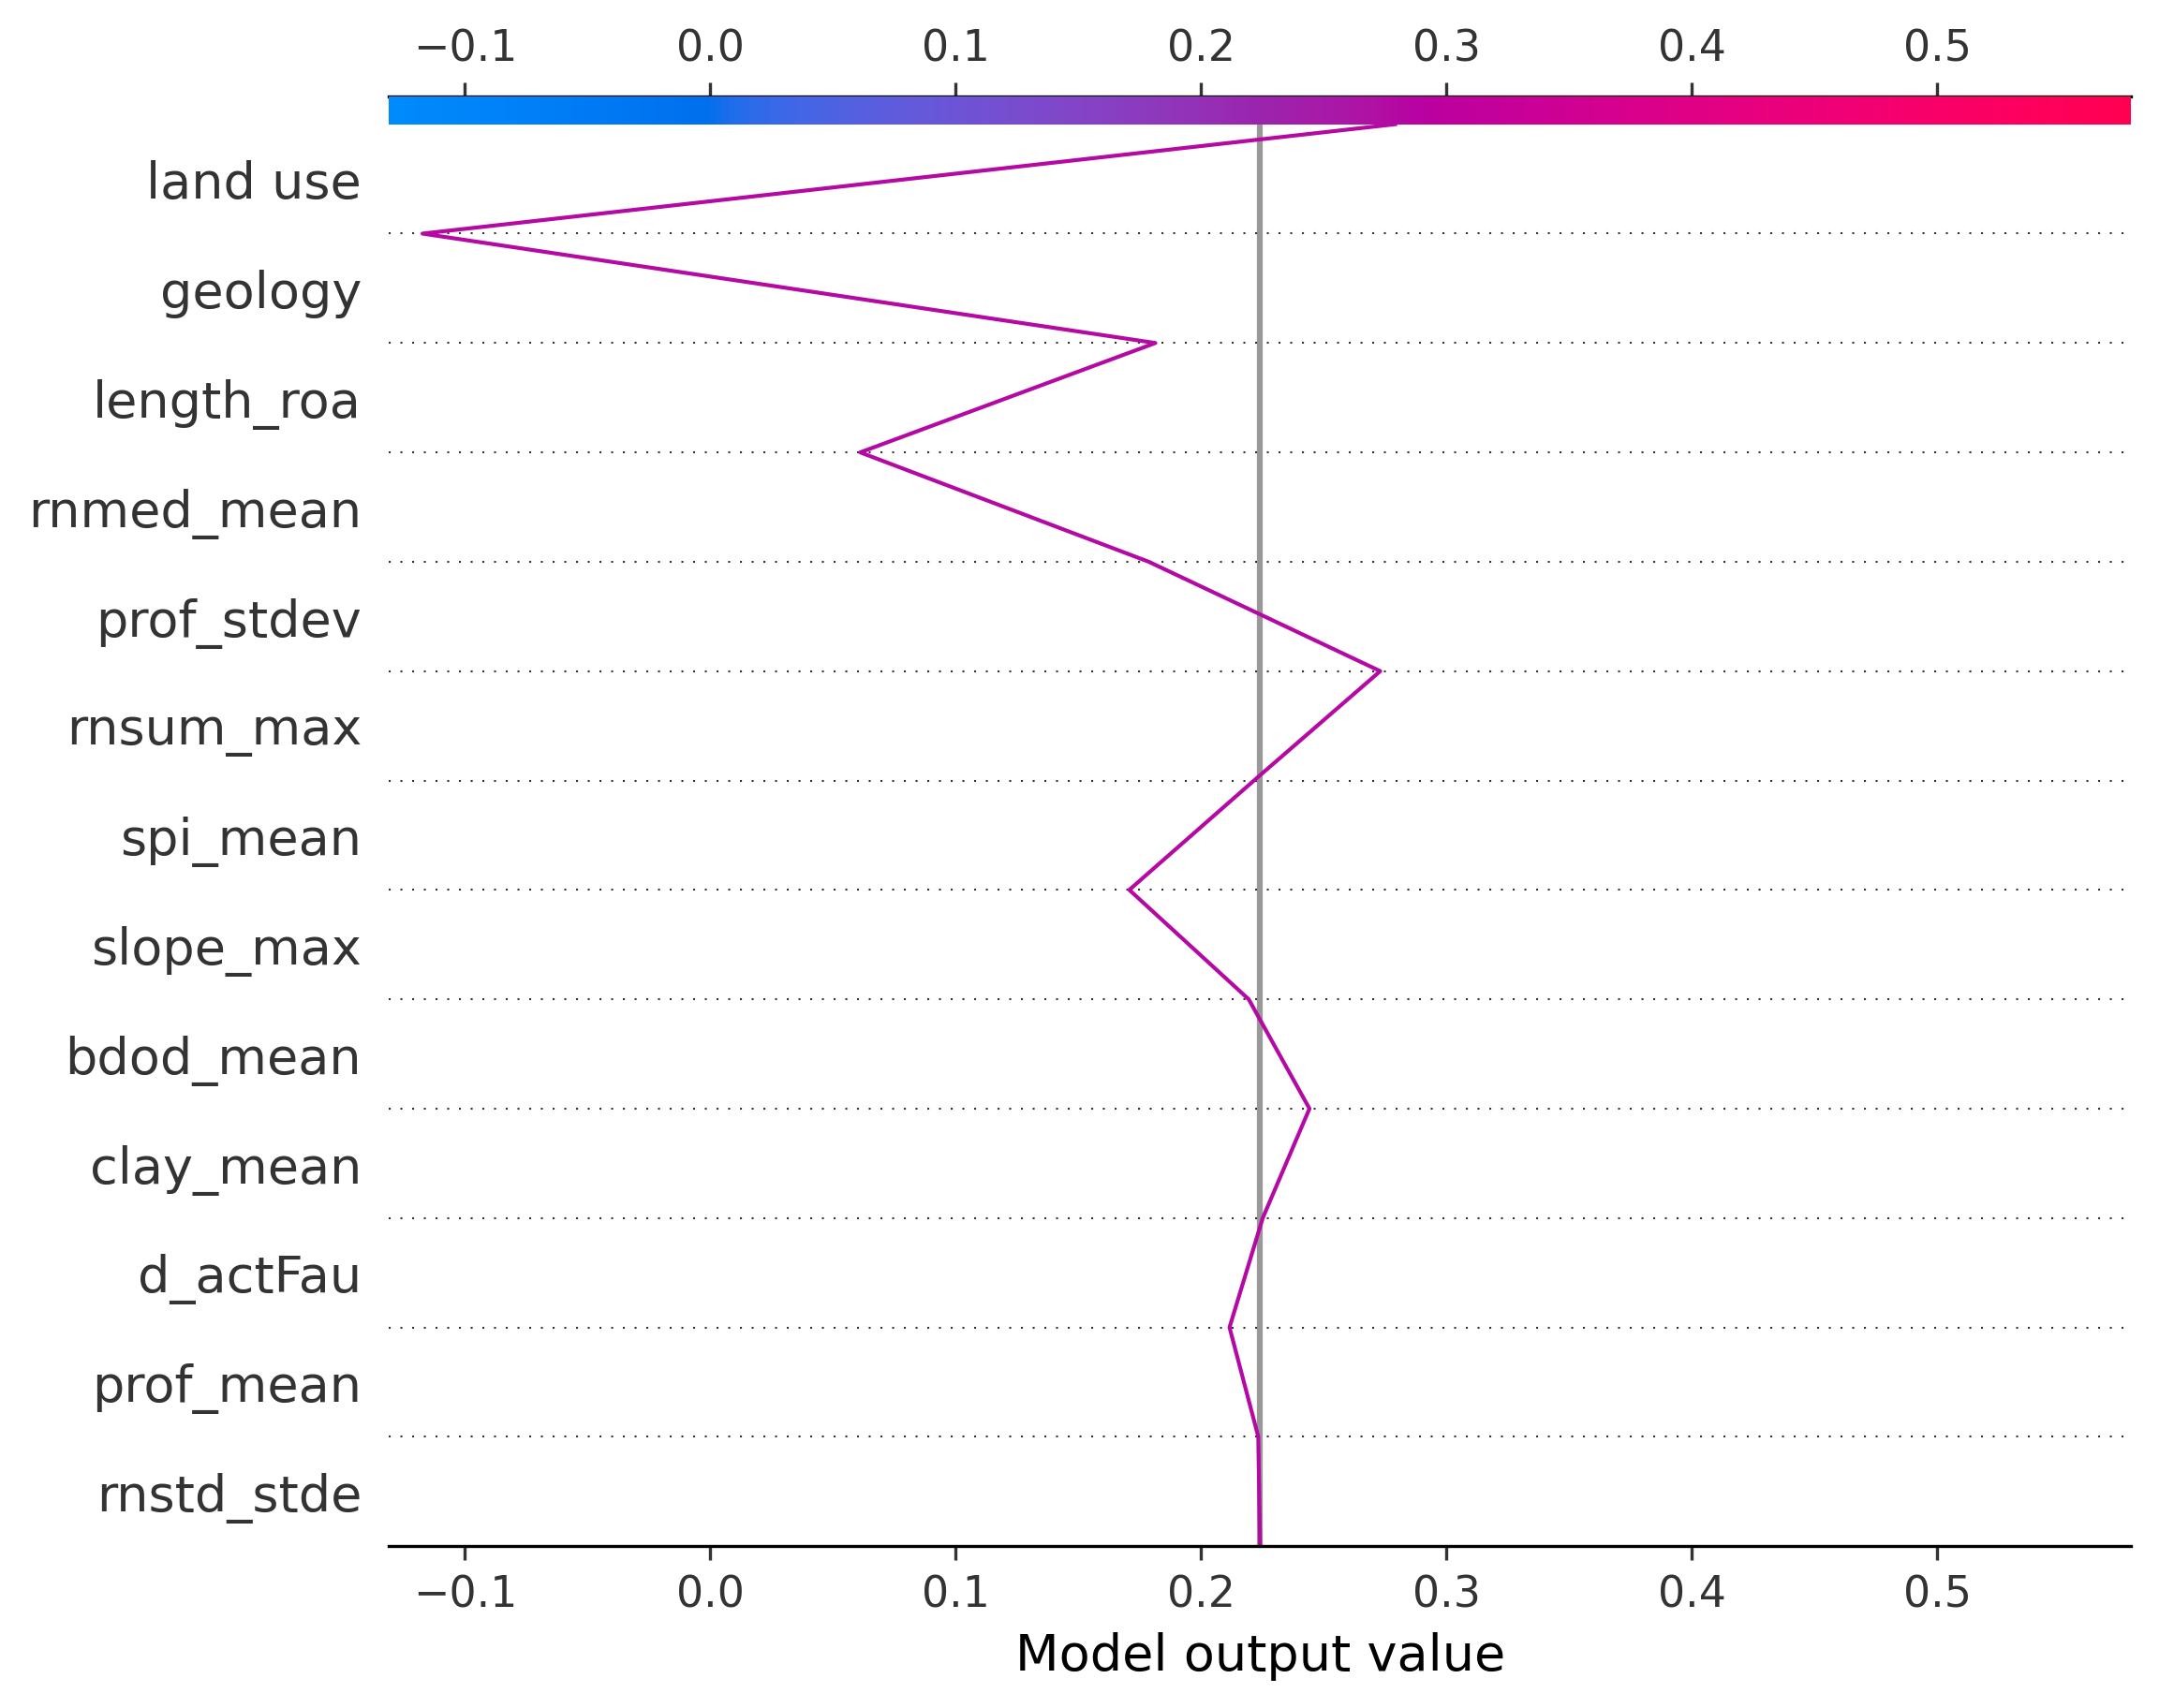 −0.1 0.0 0.1 0.2 0.3 0.4 0.5
land use
geology
length_roa
rnmed_mean
prof_stdev
rnsum_max
spi_mean
slope_max
bdod_mean
clay_mean
d_actFau
prof_mean
rnstd_stde
−0.1 0.0 0.1 0.2 0.3 0.4 0.5
Model output value